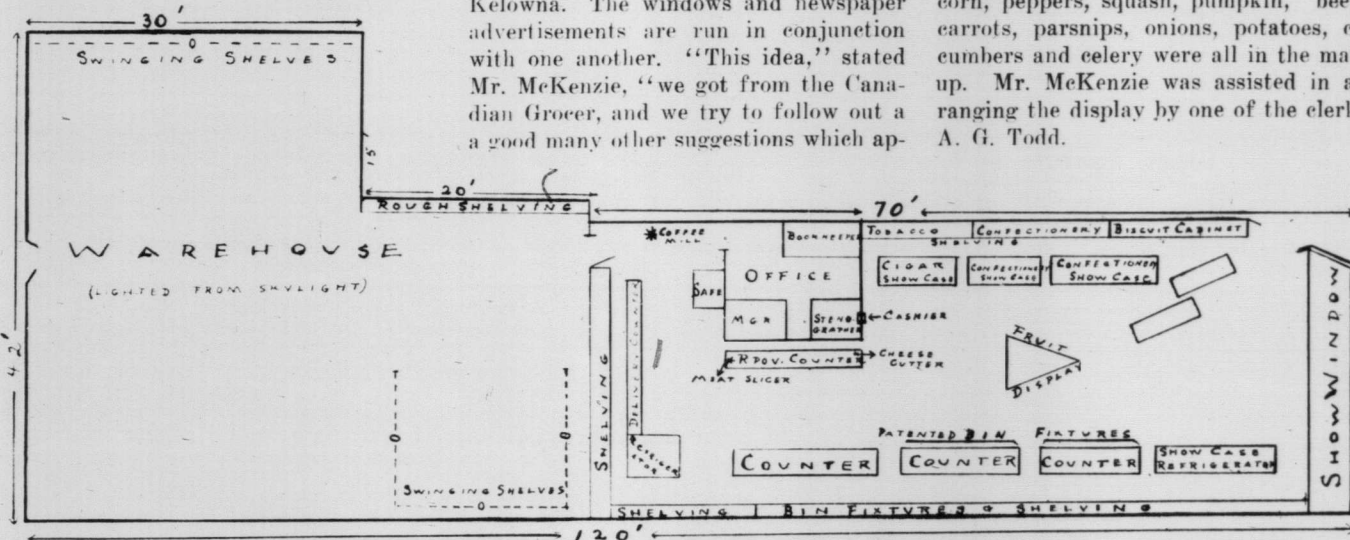 Kelowna. The windows and newspaper
advertisements are run in conjunction
with one another. "This idea," stated
Mr. McKenzie, "we got from the Cana-
dian Grocer, and we try to follow out a
a good many other suggestions which ap-
corn, peppers, squash, pumpkin,
carrots, parsnips, onions, potatoes,
cumbers and celery were all in the ma
up. Mr. McKenzie was assisted in a
ranging the display by one of the cler
A. G. Todd.
30'
SWINGING SHELVES
15'
20'
ROUGH SHELVING
WAREHOUSE
(LIGHTED FROM SKYLIGHT)
42'
SWINGING SHELVES
120'
70'
COFFEE
MILL
BOOKKEEPER
TOBACCO
CONFECTIONERY
BISCUIT CABINET
SHELVING
OFFICE
SAFE
MGR
STENO
GRAPHER
CASHIER
CIGAR
SHOW CASE
CONFECTIONERY
SHOW CASE
CONFECTIONERY
SHOW CASE
SHELVING
DELIVERY COUNTER
PROV. COUNTER
CHEESE
CUTTER
MEAT SLICER
FRUIT
DISPLAY
SHOW WINDOW
PATENTED BIN FIXTURES
COUNTER
COUNTER
COUNTER
SHOW CASE
REFRIGERATOR
SHELVING
BIN FIXTURES & SHELVING